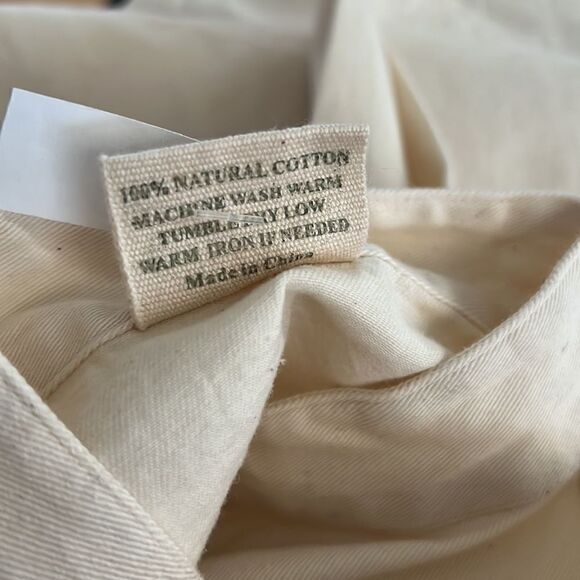 100% NATURAL COTTON
MACHINE WASH WARM
TUMBLE DRY LOW
WARM IRON IF NEEDED
Made in China